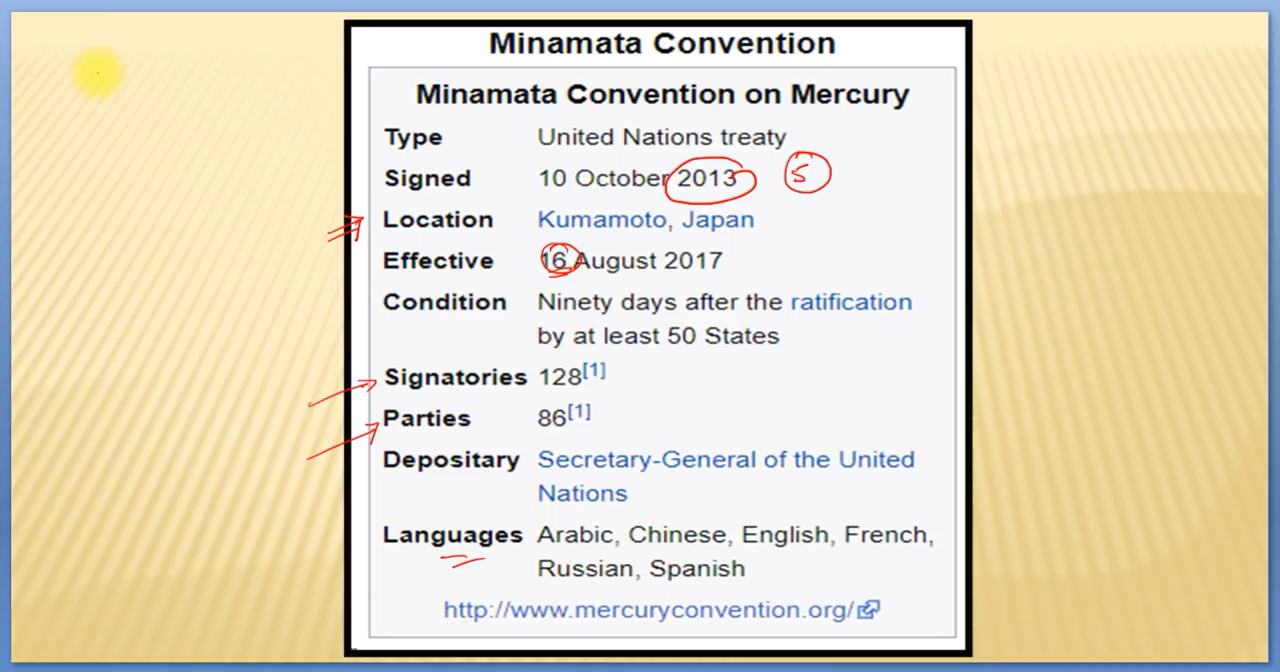 Minamata Convention
Minamata Convention on Mercury
Type United Nations treaty
Signed 10 October 2013 5
Location Kumamoto, Japan
Effective 16 August 2017
Condition Ninety days after the ratification
by at least 50 States
Signatories 128[1]
Parties 86[1]
Depositary Secretary-General of the United
Nations
Languages Arabic, Chinese, English, French,
Russian, Spanish
http://www.mercuryconvention.org/